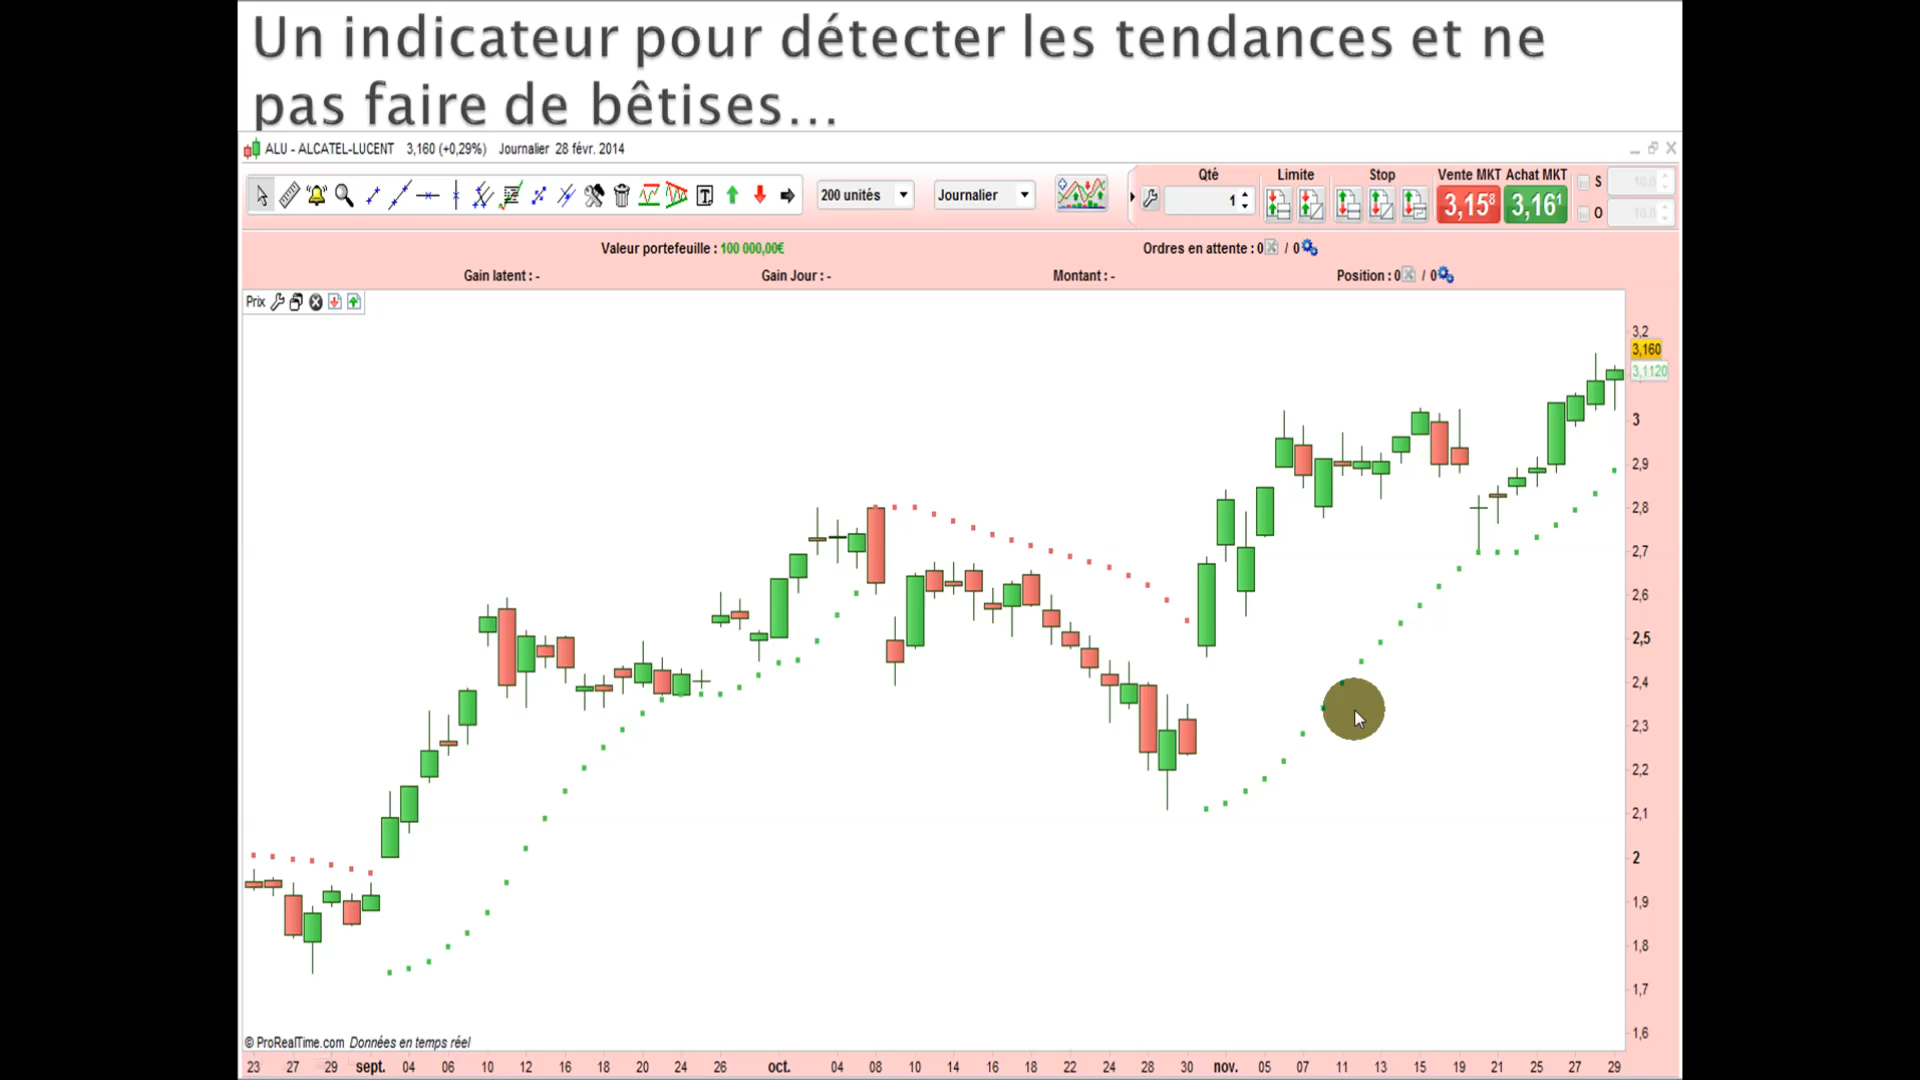 Un indicateur pour détecter les tendances et ne
pas faire de bêtises...
ALU - ALCATEL-LUCENT 3,160 (+0,29%) Journalier 28 févr. 2014
200 unités Journalier
Qté Limite Stop Vente MKT Achat MKT
1 3,15⁸ 3,16¹
S 10.0
O 10.0
Valeur portefeuille : 100 000,00€ Ordres en attente : 0 / 0
Gain latent : - Gain Jour : - Montant : - Position : 0 / 0
Prix
3,2
3,160
3,1120
3
2,9
2,8
2,7
2,6
2,5
2,4
2,3
2,2
2,1
2
1,9
1,8
1,7
1,6
© ProRealTime.com Données en temps réel
23 27 29 sept. 04 06 10 12 16 18 20 24 26 oct. 04 08 10 14 16 18 22 24 28 30 nov. 05 07 11 13 15 19 21 25 27 29